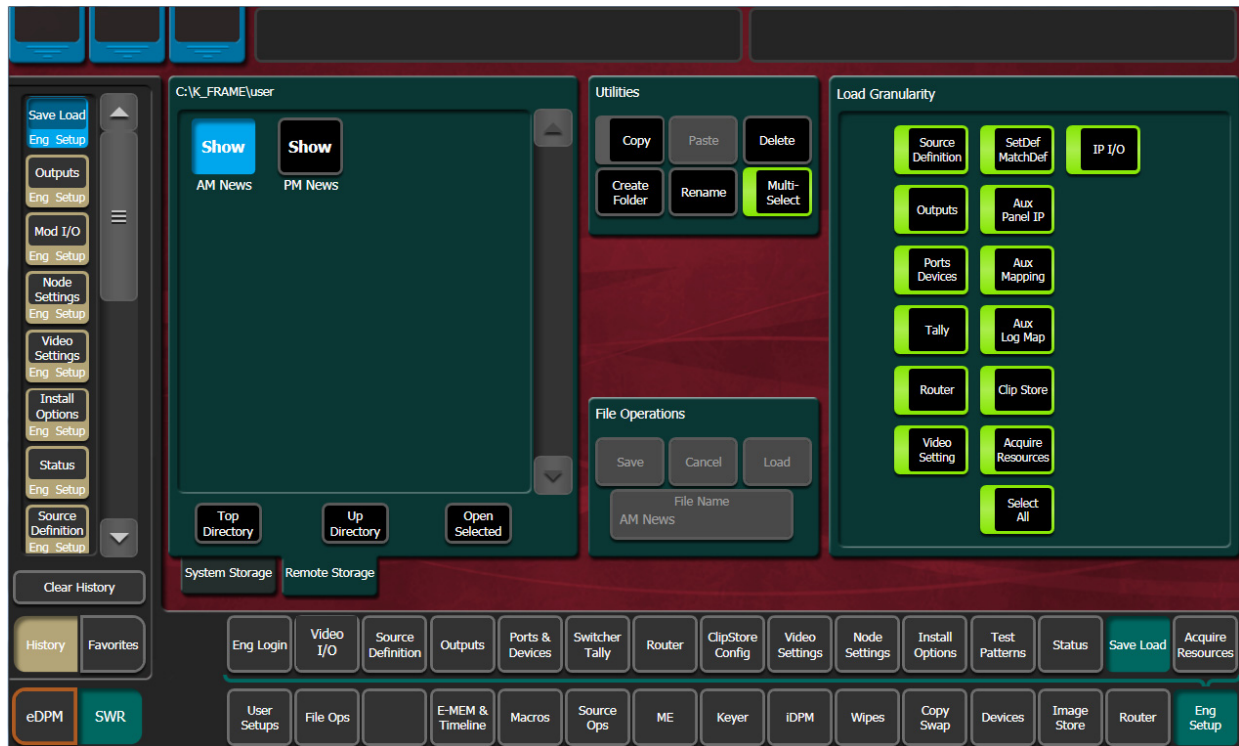 C:\K_FRAME\user
Utilities
Load Granularity
Save Load
Eng Setup
Outputs
Eng Setup
Mod I/O
Eng Setup
Node
Settings
Eng Setup
Video
Settings
Eng Setup
Install
Options
Eng Setup
Status
Eng Setup
Source
Definition
Eng Setup
Clear History
History
Favorites
eDPM
SWR
Show
AM News
Show
PM News
Top
Directory
Up
Directory
Open
Selected
System Storage
Remote Storage
Copy
Paste
Delete
Create
Folder
Rename
Multi-
Select
File Operations
Save
Cancel
Load
File Name
AM News
Source
Definition
SetDef
MatchDef
IP I/O
Outputs
Aux
Panel IP
Ports
Devices
Aux
Mapping
Tally
Aux
Log Map
Router
Clip Store
Video
Setting
Acquire
Resources
Select
All
Eng Login
Video
I/O
Source
Definition
Outputs
Ports &
Devices
Switcher
Tally
Router
ClipStore
Config
Video
Settings
Node
Settings
Install
Options
Test
Patterns
Status
Save Load
Acquire
Resources
User
Setups
File Ops
E-MEM &
Timeline
Macros
Source
Ops
ME
Keyer
iDPM
Wipes
Copy
Swap
Devices
Image
Store
Router
Eng
Setup